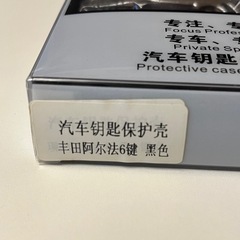 专注、专
Focus Profe
专车、专
Private Sp
汽车钥匙
Protective case
汽车钥匙保护壳
丰田阿尔法6键 黑色